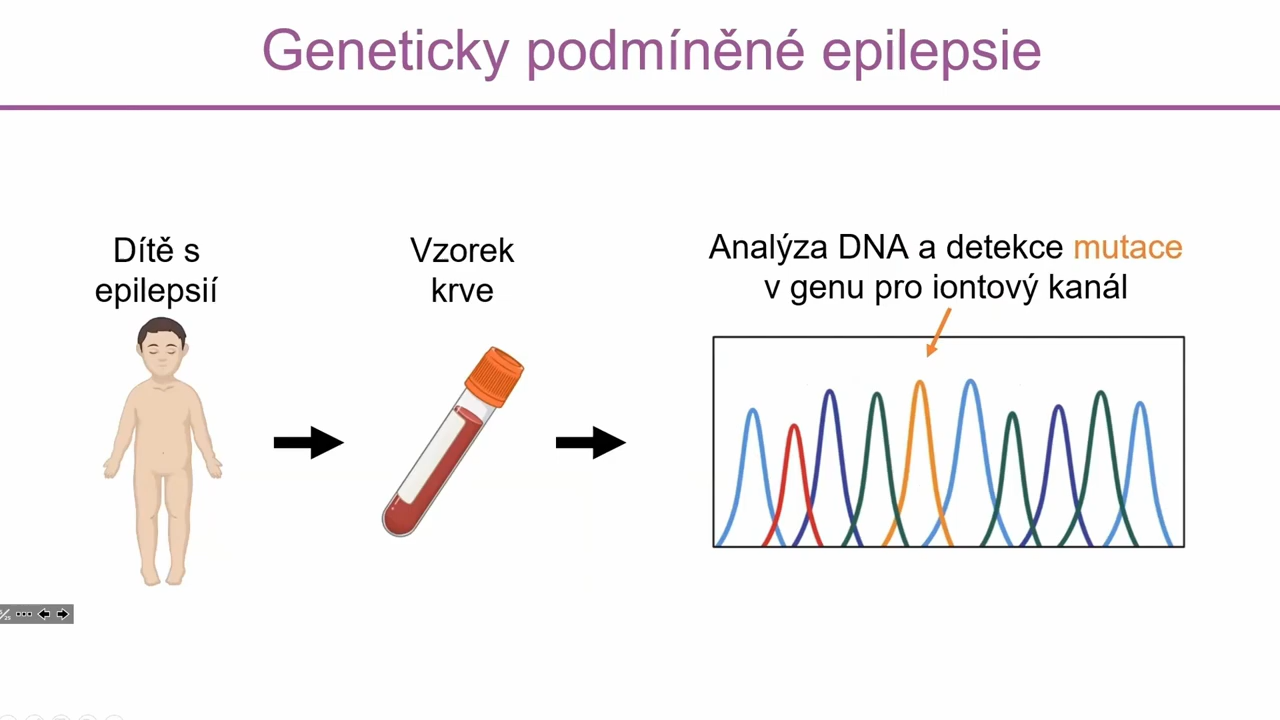 Geneticky podmíněné epilepsie
Dítě s
epilepsií
Vzorek
krve
Analýza DNA a detekce mutace
v genu pro iontový kanál